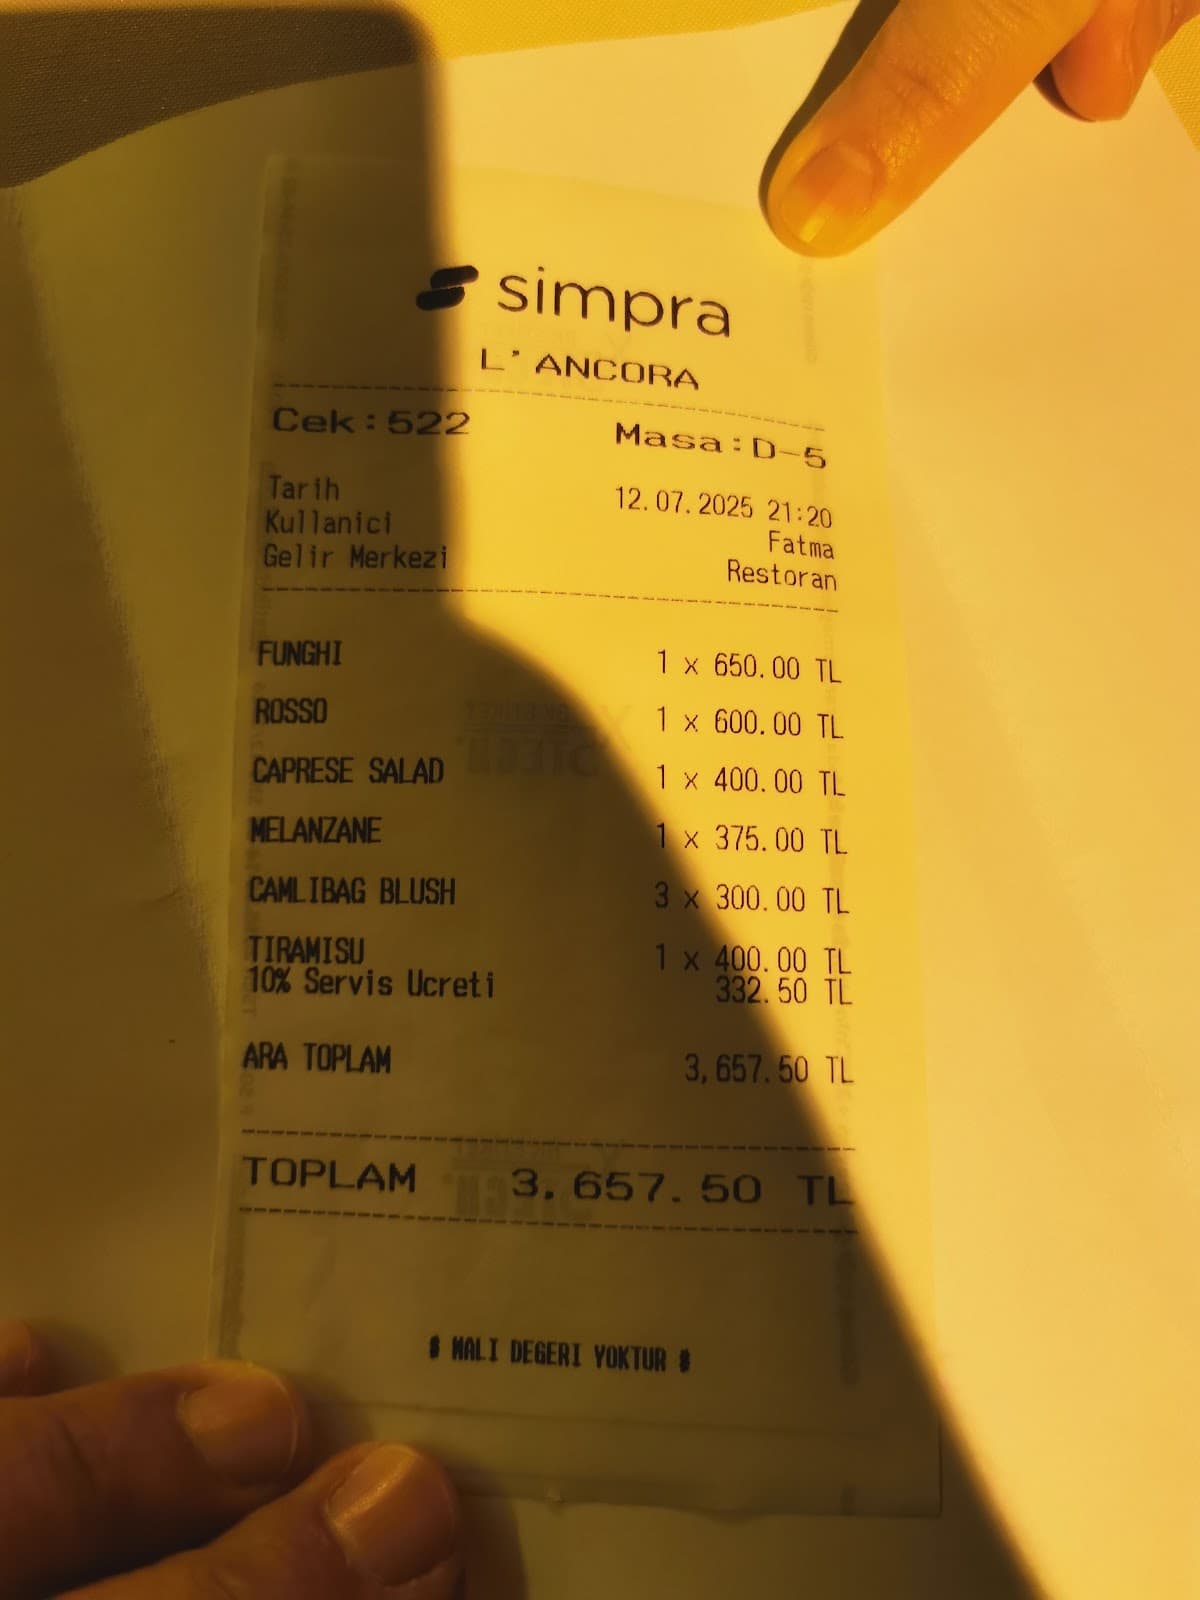 simpra
L' ANCORA
Cek:522 Masa:D-5
Tarih 12.07.2025 21:20
Kullanici Fatma
Gelir Merkezi Restoran
FUNGHI 1 x 650.00 TL
ROSSO 1 x 600.00 TL
CAPRESE SALAD 1 x 400.00 TL
MELANZANE 1 x 375.00 TL
CAMLIBAG BLUSH 3 x 300.00 TL
TIRAMISU 1 x 400.00 TL
10% Servis Ucreti 332.50 TL
ARA TOPLAM 3,657.50 TL
TOPLAM 3,657.50 TL
# MALI DEGERI YOKTUR #